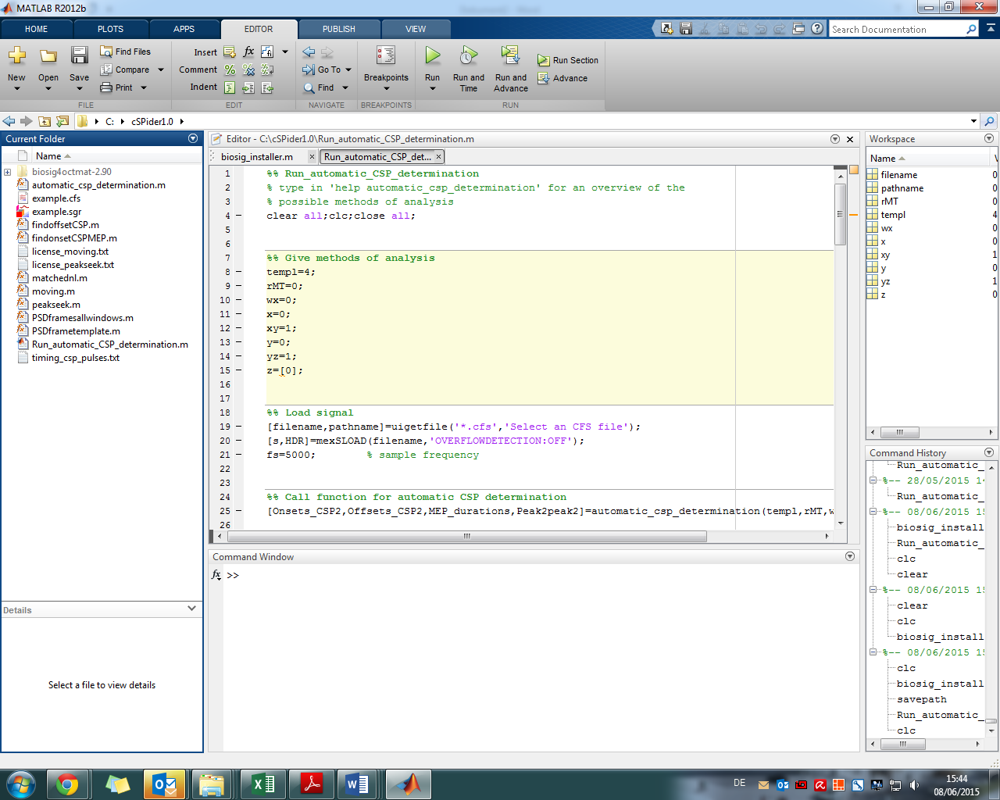 MATLAB R2012b
HOME PLOTS APPS EDITOR PUBLISH VIEW
Search Documentation
New Open Save
Find Files
Compare
Print
FILE
Insert
Comment
Indent
EDIT
Go To
Find
NAVIGATE
Breakpoints
BREAKPOINTS
Run Run and Time Run and Advance
Run Section
Advance
RUN
C: cSPider1.0
Current Folder
Name
biosig4octmat-2.90
automatic_csp_determination.m
example.cfs
example.sgr
findoffsetCSP.m
findonsetCSPMEP.m
license_moving.txt
license_peakseek.txt
matchednl.m
moving.m
peakseek.m
PSDframesallwindows.m
PSDframetemplate.m
Run_automatic_CSP_determination.m
timing_csp_pulses.txt
Details
Select a file to view details
Editor - C:\cSPider1.0\Run_automatic_CSP_determination.m
biosig_installer.m Run_automatic_CSP_det...
1 %% Run_automatic_CSP_determination
2 % type in 'help automatic_csp_determination' for an overview of the
3 % possible methods of analysis
4 clear all;clc;close all;
5
6
7 %% Give methods of analysis
8 templ=4;
9 rMT=0;
10 wx=0;
11 x=0;
12 xy=1;
13 y=0;
14 yz=1;
15 z=[0];
16
17
18 %% Load signal
19 [filename,pathname]=uigetfile('*.cfs','Select an CFS file');
20 [s,HDR]=mexSLOAD(filename,'OVERFLOWDETECTION:OFF');
21 fs=5000; % sample frequency
22
23
24 %% Call function for automatic CSP determination
25 [Onsets_CSP2,Offsets_CSP2,MEP_durations,Peak2peak2]=automatic_csp_determination(templ,rMT,w
26
Command Window
fx >>
Workspace
Name V
filename 0
pathname 0
rMT 0
templ 4
wx 0
x 0
xy 1
y 0
yz 1
z 0
Command History
Run_automatic_
%-- 28/05/2015 14
Run_automatic_
%-- 08/06/2015 15
biosig_install
Run_automatic_
clc
clear
%-- 08/06/2015 15
clear
clc
biosig_install
%-- 08/06/2015 15
clc
biosig_install
savepath
Run_automatic_
clc
DE
15:44
08/06/2015